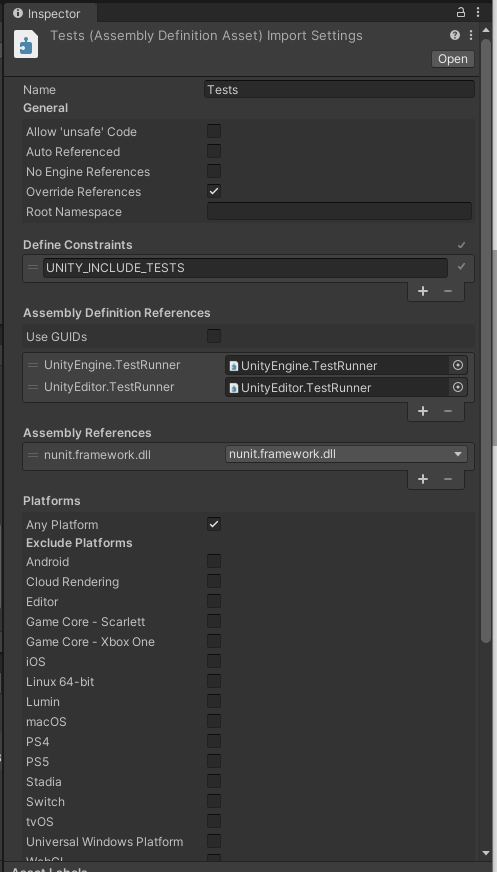 Inspector
Tests (Assembly Definition Asset) Import Settings
Open
Name Tests
General
Allow 'unsafe' Code
Auto Referenced
No Engine References
Override References
Root Namespace
Define Constraints
UNITY_INCLUDE_TESTS
Assembly Definition References
Use GUIDs
UnityEngine.TestRunner UnityEngine.TestRunner
UnityEditor.TestRunner UnityEditor.TestRunner
Assembly References
nunit.framework.dll nunit.framework.dll
Platforms
Any Platform
Exclude Platforms
Android
Cloud Rendering
Editor
Game Core - Scarlett
Game Core - Xbox One
iOS
Linux 64-bit
Lumin
macOS
PS4
PS5
Stadia
Switch
tvOS
Universal Windows Platform
WebGL
Asset Labels